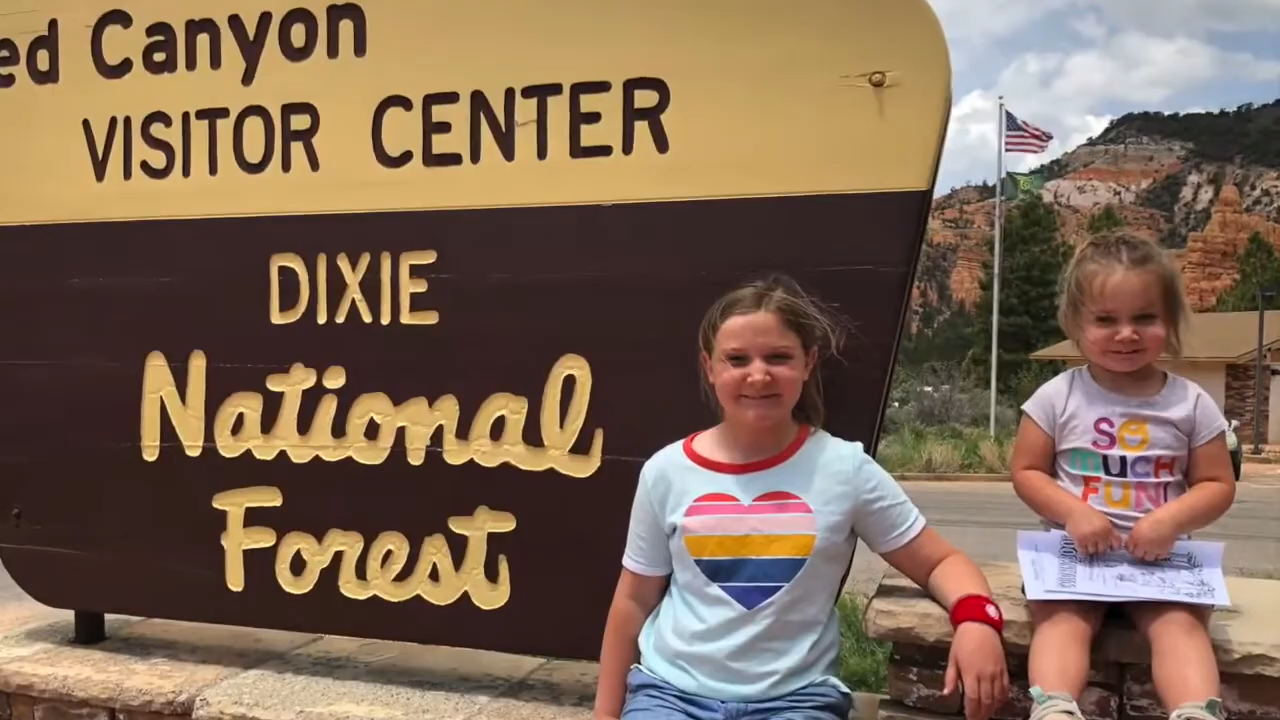 ed Canyon
VISITOR CENTER
DIXIE
National
Forest
SO
MUCH
FUN!